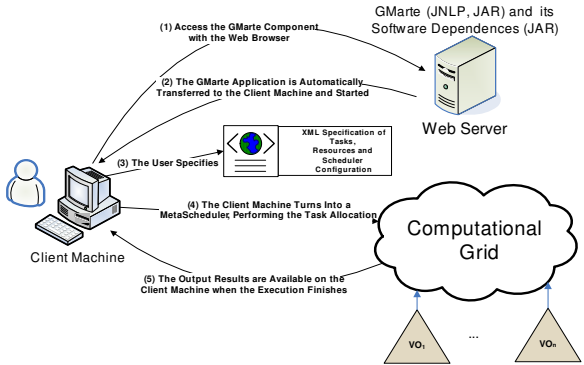 (1) Access the GMarte Component
with the Web Browser
GMarte (JNLP, JAR) and its
Software Dependences (JAR)
(2) The GMarte Application is Automatically
Transferred to the Client Machine and Started
Web Server
XML Specification of
Tasks,
Resources and
Scheduler
Configuration
(3) The User Specifies
(4) The Client Machine Turns Into a
MetaScheduler, Performing the Task Allocation
Computational
Grid
Client Machine
(5) The Output Results are Available on the
Client Machine when the Execution Finishes
...
VO1
VOn